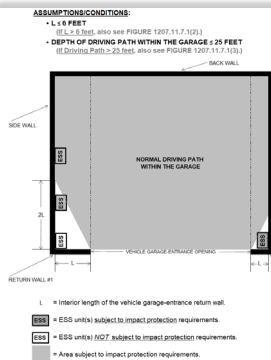 ASSUMPTIONS/CONDITIONS:
• L ≤ 6 FEET
(If L > 6 feet, also see FIGURE 1207.11.7.1(2).)
• DEPTH OF DRIVING PATH WITHIN THE GARAGE ≤ 25 FEET
(If Driving Path > 25 feet, also see FIGURE 1207.11.7.1(3).)
BACK WALL
SIDE WALL
ESS
NORMAL DRIVING PATH
WITHIN THE GARAGE
ESS
2L
ESS
ESS
VEHICLE GARAGE-ENTRANCE OPENING
L
L
RETURN WALL #1
L = Interior length of the vehicle garage-entrance return wall.
ESS = ESS unit(s) subject to impact protection requirements.
ESS = ESS unit(s) NOT subject to impact protection requirements.
= Area subject to impact protection requirements.